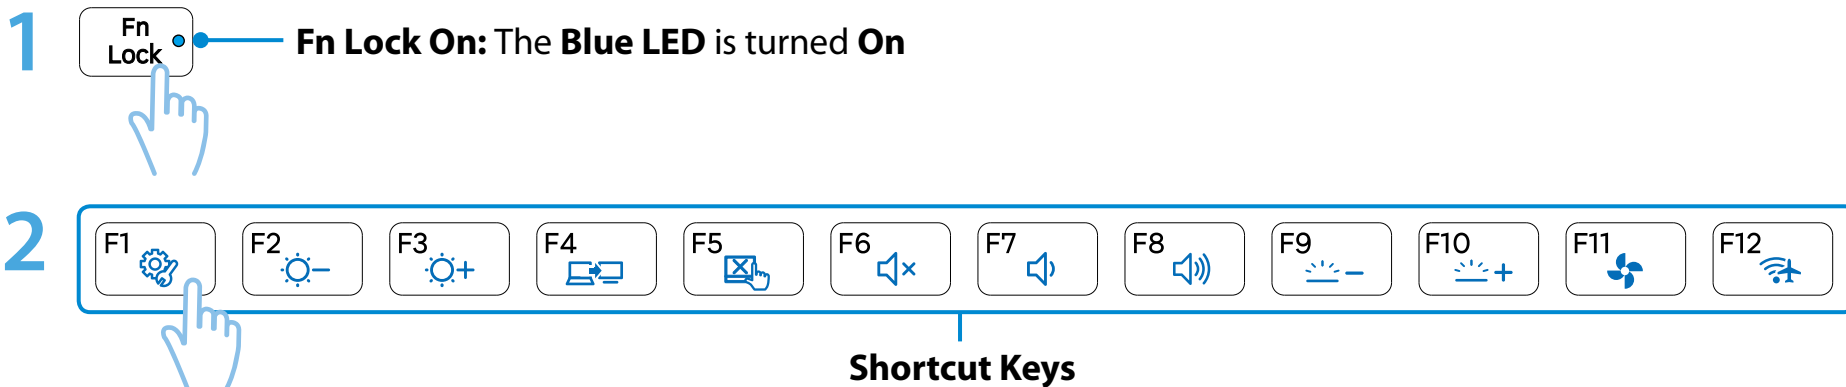 1
Fn
Lock
Fn Lock On: The Blue LED is turned On
2
F1 F2 F3 F4 F5 F6 F7 F8 F9 F10 F11 F12
Shortcut Keys